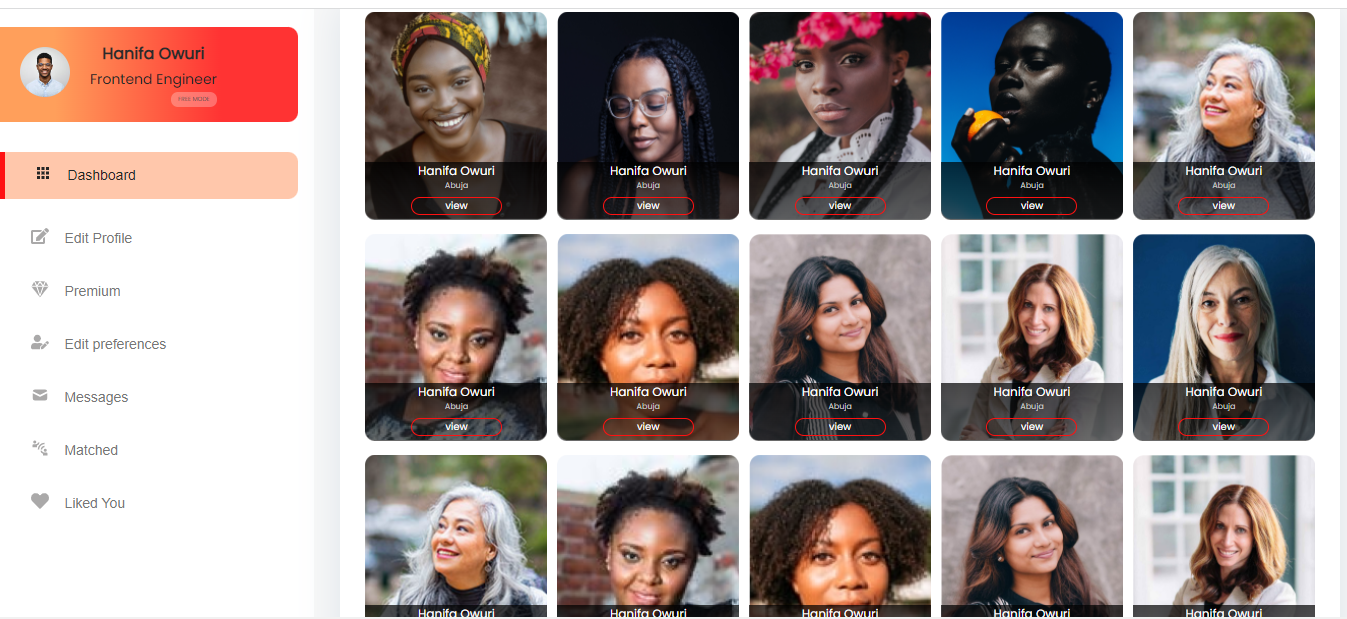 Hanifa Owuri
Frontend Engineer
Dashboard
Edit Profile
Premium
Edit preferences
Messages
Matched
Liked You
Hanifa Owuri
Abuja
view
Hanifa Owuri
Abuja
view
Hanifa Owuri
Abuja
view
Hanifa Owuri
Abuja
view
Hanifa Owuri
Abuja
view
Hanifa Owuri
Abuja
view
Hanifa Owuri
Abuja
view
Hanifa Owuri
Abuja
view
Hanifa Owuri
Abuja
view
Hanifa Owuri
Abuja
view
Hanifa Owuri
Hanifa Owuri
Hanifa Owuri
Hanifa Owuri
Hanifa Owuri